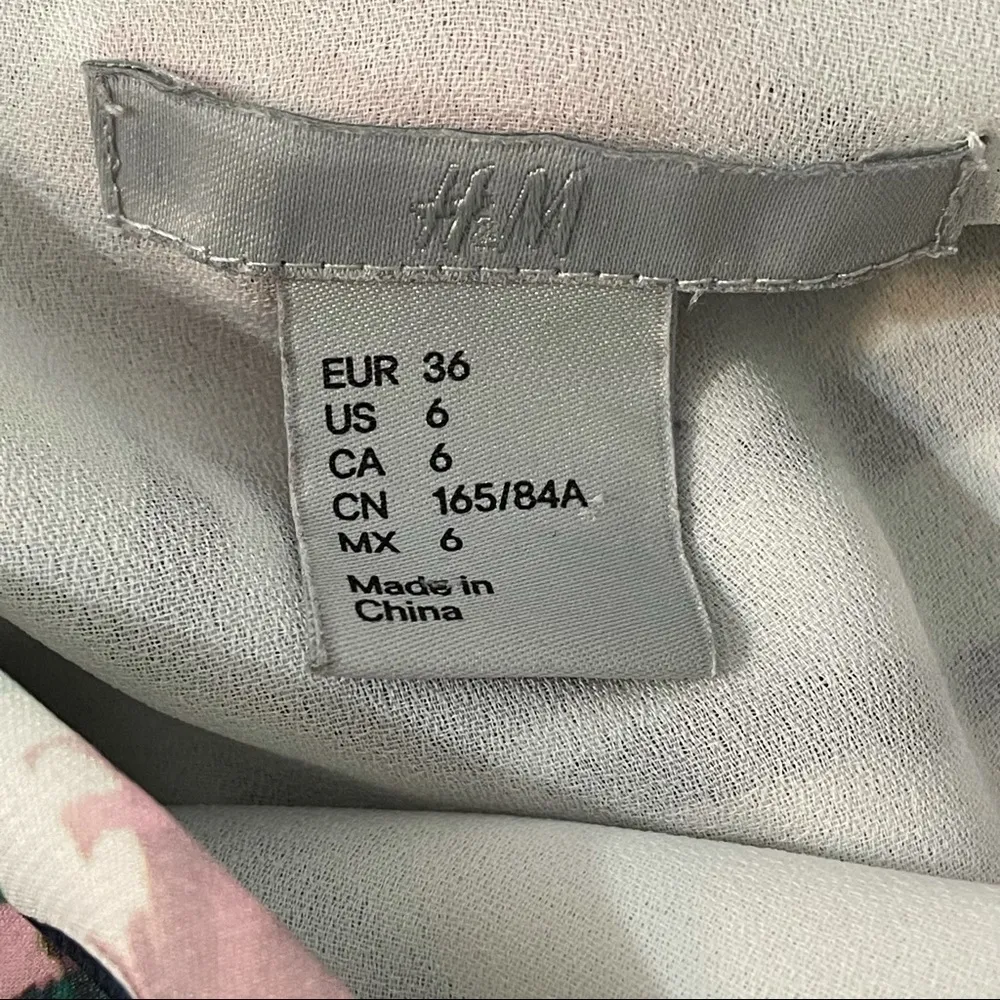 H&M
EUR 36
US 6
CA 6
CN 165/84A
MX 6
Made in
China